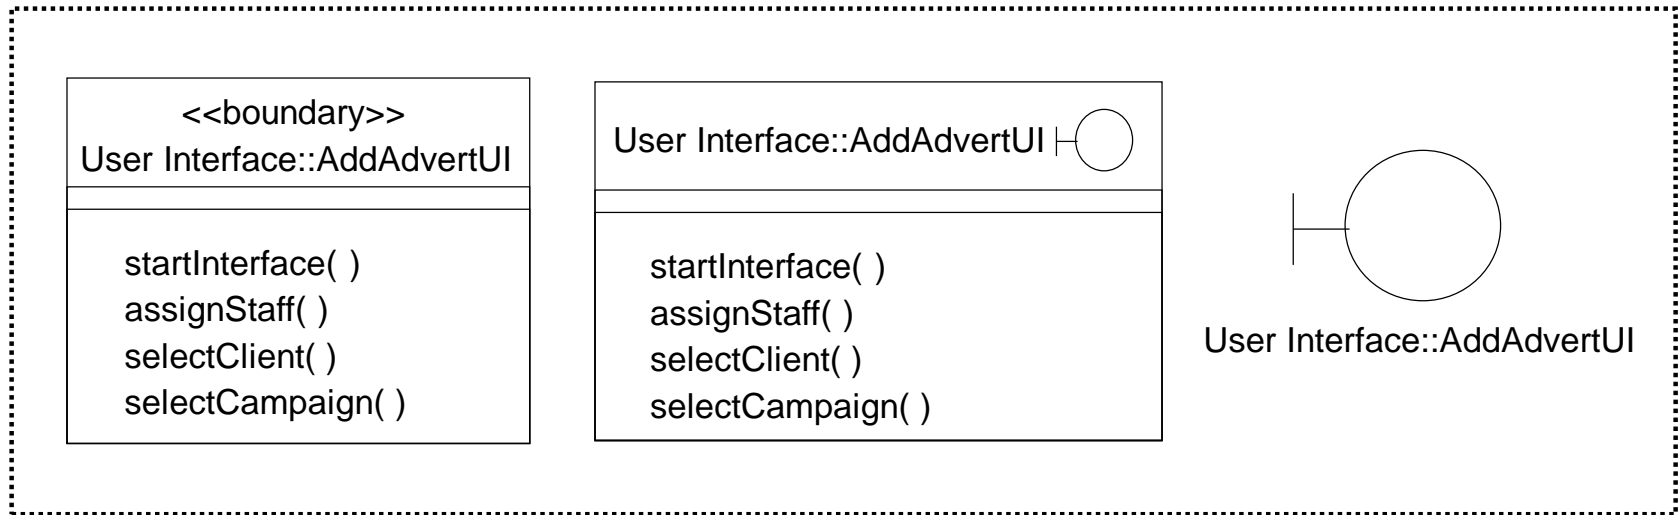 <<boundary>>
User Interface::AddAdvertUI
startInterface( )
assignStaff( )
selectClient( )
selectCampaign( )
User Interface::AddAdvertUI
startInterface( )
assignStaff( )
selectClient( )
selectCampaign( )
User Interface::AddAdvertUI